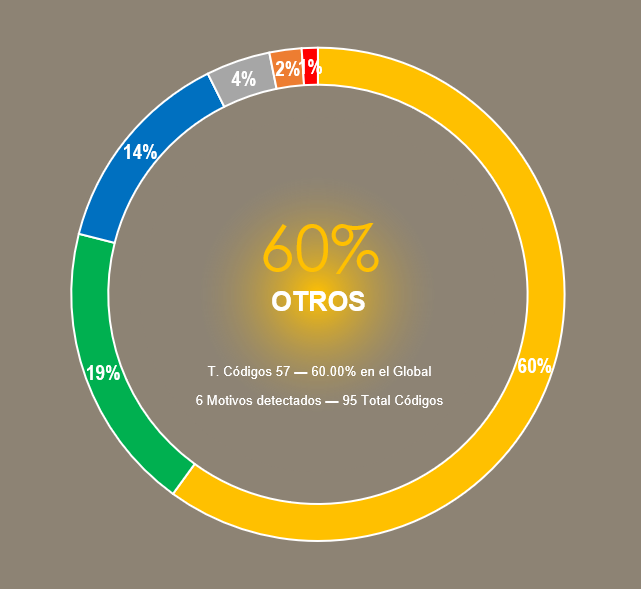 4%
2%
1%
14%
60%
OTROS
60%
19%
T. Códigos 57 — 60.00% en el Global
6 Motivos detectados — 95 Total Códigos